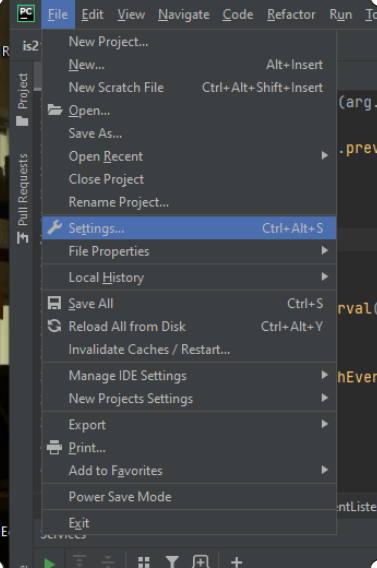 PC File Edit View Navigate Code Refactor Run
is2
New Project...
New... Alt+Insert
New Scratch File Ctrl+Alt+Shift+Insert
(arg.
Open...
Save As...
.prev
Open Recent
Close Project
Rename Project...
Settings... Ctrl+Alt+S
File Properties
Local History
Save All Ctrl+S
rval(
Reload All from Disk Ctrl+Alt+Y
Invalidate Caches / Restart...
Manage IDE Settings
hEven
New Projects Settings
Export
Print...
Add to Favorites
Power Save Mode
entListe
Exit
Services
Project
Pull Requests